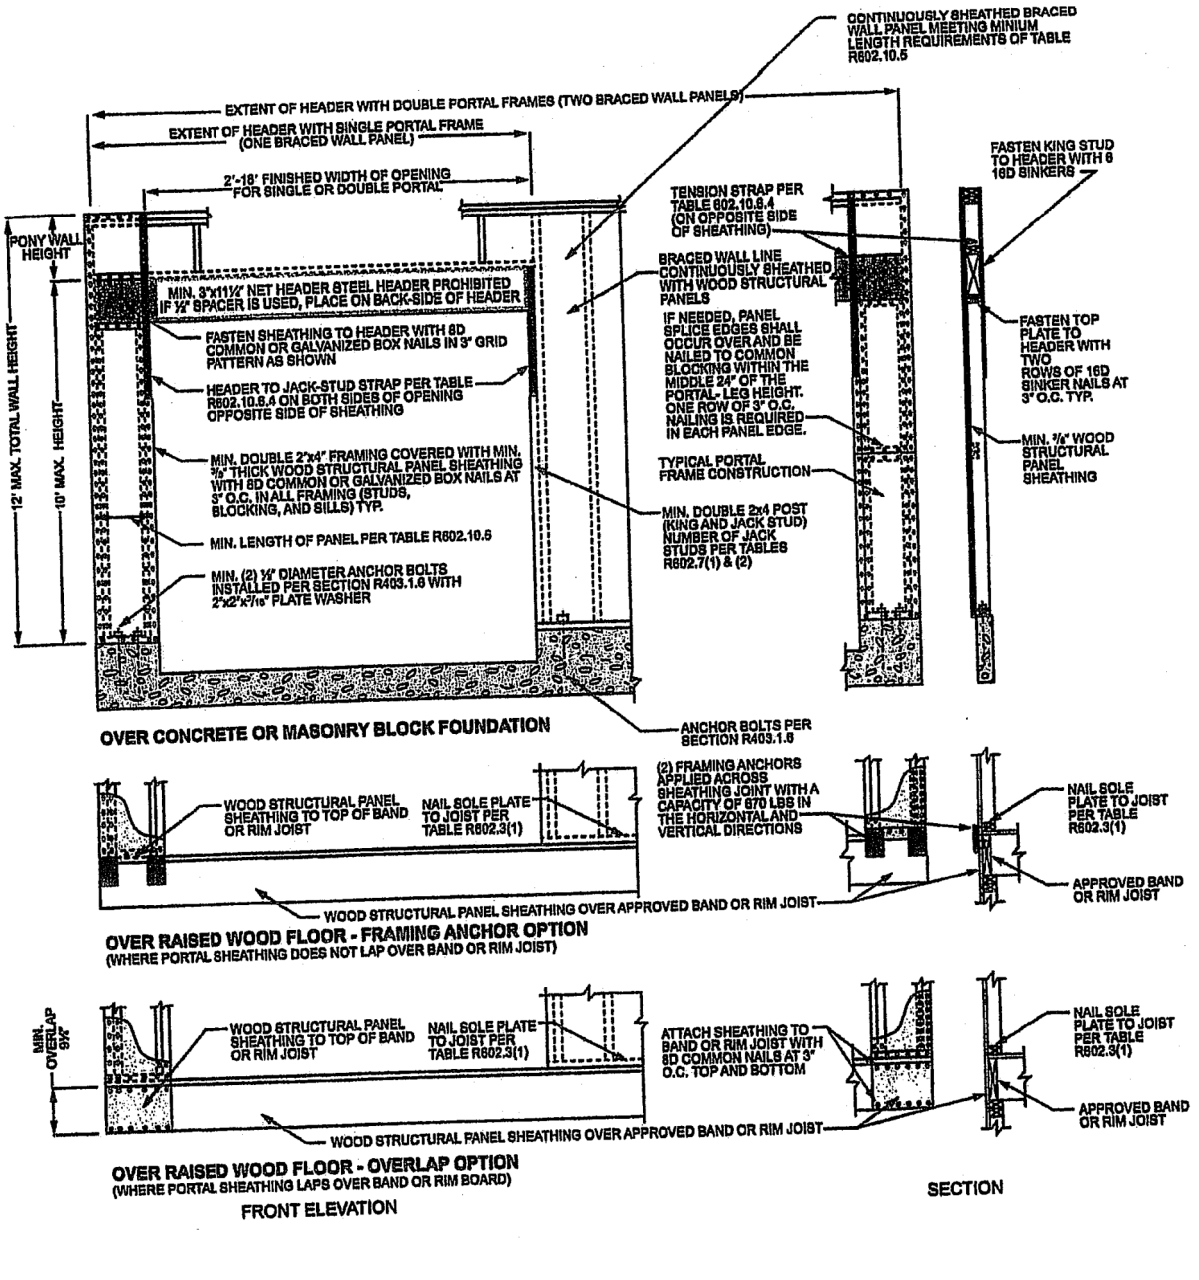 CONTINUOUSLY SHEATHED BRACED
WALL PANEL MEETING MINIUM
LENGTH REQUIREMENTS OF TABLE
R602.10.5
EXTENT OF HEADER WITH DOUBLE PORTAL FRAMES (TWO BRACED WALL PANELS)
EXTENT OF HEADER WITH SINGLE PORTAL FRAME
(ONE BRACED WALL PANEL)
2'-18' FINISHED WIDTH OF OPENING
FOR SINGLE OR DOUBLE PORTAL
FASTEN KING STUD
TO HEADER WITH 6
16D SINKERS
TENSION STRAP PER
TABLE 602.10.6.4
(ON OPPOSITE SIDE
OF SHEATHING)
PONY WALL
HEIGHT
BRACED WALL LINE
CONTINUOUSLY SHEATHED
WITH WOOD STRUCTURAL
PANELS
MIN. 3"x11¼" NET HEADER STEEL HEADER PROHIBITED
IF ½" SPACER IS USED, PLACE ON BACK-SIDE OF HEADER
12' MAX. TOTAL WALL HEIGHT
10' MAX. HEIGHT
FASTEN SHEATHING TO HEADER WITH 8D
COMMON OR GALVANIZED BOX NAILS IN 3" GRID
PATTERN AS SHOWN
IF NEEDED, PANEL
SPLICE EDGES SHALL
OCCUR OVER AND BE
NAILED TO COMMON
BLOCKING WITHIN THE
MIDDLE 24" OF THE
PORTAL- LEG HEIGHT.
ONE ROW OF 3" O.C.
NAILING IS REQUIRED
IN EACH PANEL EDGE.
FASTEN TOP
PLATE TO
HEADER WITH
TWO
ROWS OF 16D
SINKER NAILS AT
3" O.C. TYP.
HEADER TO JACK-STUD STRAP PER TABLE
R602.10.6.4 ON BOTH SIDES OF OPENING
OPPOSITE SIDE OF SHEATHING
MIN. ³/₈" WOOD
STRUCTURAL
PANEL
SHEATHING
MIN. DOUBLE 2"x4" FRAMING COVERED WITH MIN.
³/₈" THICK WOOD STRUCTURAL PANEL SHEATHING
WITH 8D COMMON OR GALVANIZED BOX NAILS AT
3" O.C. IN ALL FRAMING (STUDS,
BLOCKING, AND SILLS) TYP.
TYPICAL PORTAL
FRAME CONSTRUCTION
MIN. DOUBLE 2x4 POST
(KING AND JACK STUD)
NUMBER OF JACK
STUDS PER TABLES
R602.7(1) & (2)
MIN. LENGTH OF PANEL PER TABLE R602.10.5
MIN. (2) ½" DIAMETER ANCHOR BOLTS
INSTALLED PER SECTION R403.1.6 WITH
2"x2"x³/₁₆" PLATE WASHER
OVER CONCRETE OR MASONRY BLOCK FOUNDATION
ANCHOR BOLTS PER
SECTION R403.1.6
WOOD STRUCTURAL PANEL
SHEATHING TO TOP OF BAND
OR RIM JOIST
NAIL SOLE PLATE
TO JOIST PER
TABLE R602.3(1)
(2) FRAMING ANCHORS
APPLIED ACROSS
SHEATHING JOINT WITH A
CAPACITY OF 670 LBS IN
THE HORIZONTAL AND
VERTICAL DIRECTIONS
NAIL SOLE
PLATE TO JOIST
PER TABLE
R602.3(1)
APPROVED BAND
OR RIM JOIST
WOOD STRUCTURAL PANEL SHEATHING OVER APPROVED BAND OR RIM JOIST
OVER RAISED WOOD FLOOR - FRAMING ANCHOR OPTION
(WHERE PORTAL SHEATHING DOES NOT LAP OVER BAND OR RIM JOIST)
MIN.
OVERLAP
9¼"
WOOD STRUCTURAL PANEL
SHEATHING TO TOP OF BAND
OR RIM JOIST
NAIL SOLE PLATE
TO JOIST PER
TABLE R602.3(1)
ATTACH SHEATHING TO
BAND OR RIM JOIST WITH
8D COMMON NAILS AT 3"
O.C. TOP AND BOTTOM
NAIL SOLE
PLATE TO JOIST
PER TABLE
R602.3(1)
APPROVED BAND
OR RIM JOIST
WOOD STRUCTURAL PANEL SHEATHING OVER APPROVED BAND OR RIM JOIST
OVER RAISED WOOD FLOOR - OVERLAP OPTION
(WHERE PORTAL SHEATHING LAPS OVER BAND OR RIM BOARD)
FRONT ELEVATION
SECTION